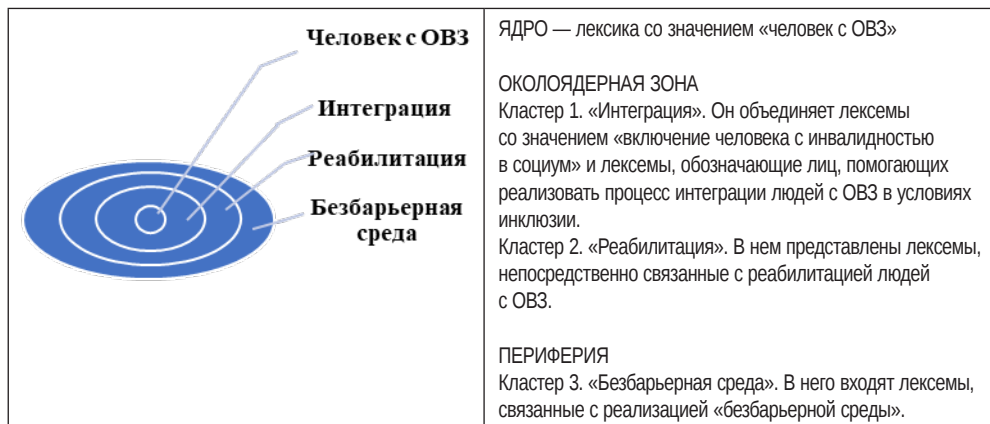 Человек с ОВЗ
Интеграция
Реабилитация
Безбарьерная
среда
ЯДРО — лексика со значением «человек с ОВЗ»
ОКОЛОЯДЕРНАЯ ЗОНА
Кластер 1. «Интеграция». Он объединяет лексемы
со значением «включение человека с инвалидностью
в социум» и лексемы, обозначающие лиц, помогающих
реализовать процесс интеграции людей с ОВЗ в условиях
инклюзии.
Кластер 2. «Реабилитация». В нем представлены лексемы,
непосредственно связанные с реабилитацией людей
с ОВЗ.
ПЕРИФЕРИЯ
Кластер 3. «Безбарьерная среда». В него входят лексемы,
связанные с реализацией «безбарьерной среды».